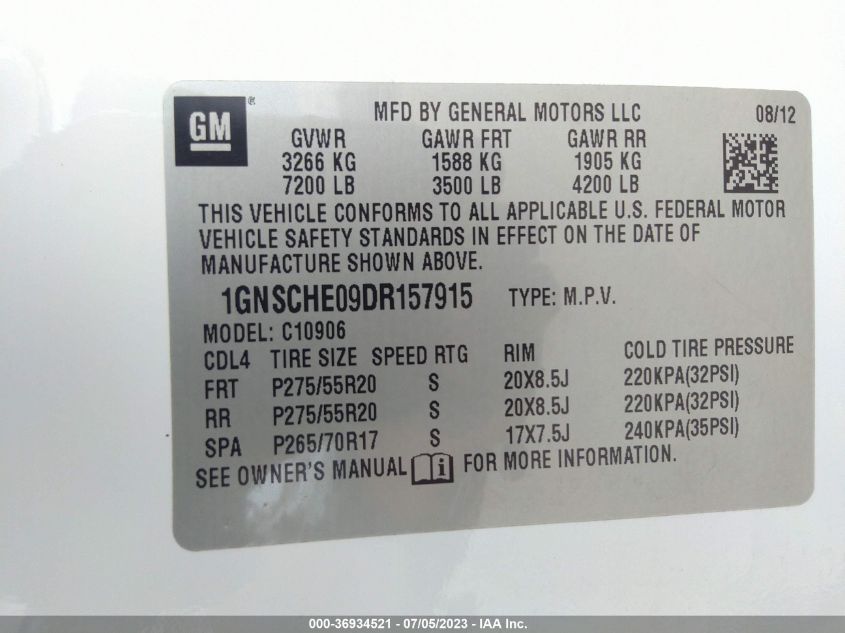 GM®
MFD BY GENERAL MOTORS LLC 08/12
GVWR GAWR FRT GAWR RR
3266 KG 1588 KG 1905 KG
7200 LB 3500 LB 4200 LB
THIS VEHICLE CONFORMS TO ALL APPLICABLE U.S. FEDERAL MOTOR
VEHICLE SAFETY STANDARDS IN EFFECT ON THE DATE OF
MANUFACTURE SHOWN ABOVE.
1GNSCHE09DR157915 TYPE: M.P.V.
MODEL: C10906
CDL4 TIRE SIZE SPEED RTG RIM COLD TIRE PRESSURE
FRT P275/55R20 S 20X8.5J 220KPA(32PSI)
RR P275/55R20 S 20X8.5J 220KPA(32PSI)
SPA P265/70R17 S 17X7.5J 240KPA(35PSI)
SEE OWNER'S MANUAL i FOR MORE INFORMATION.
000-36934521 - 07/05/2023 - IAA Inc.